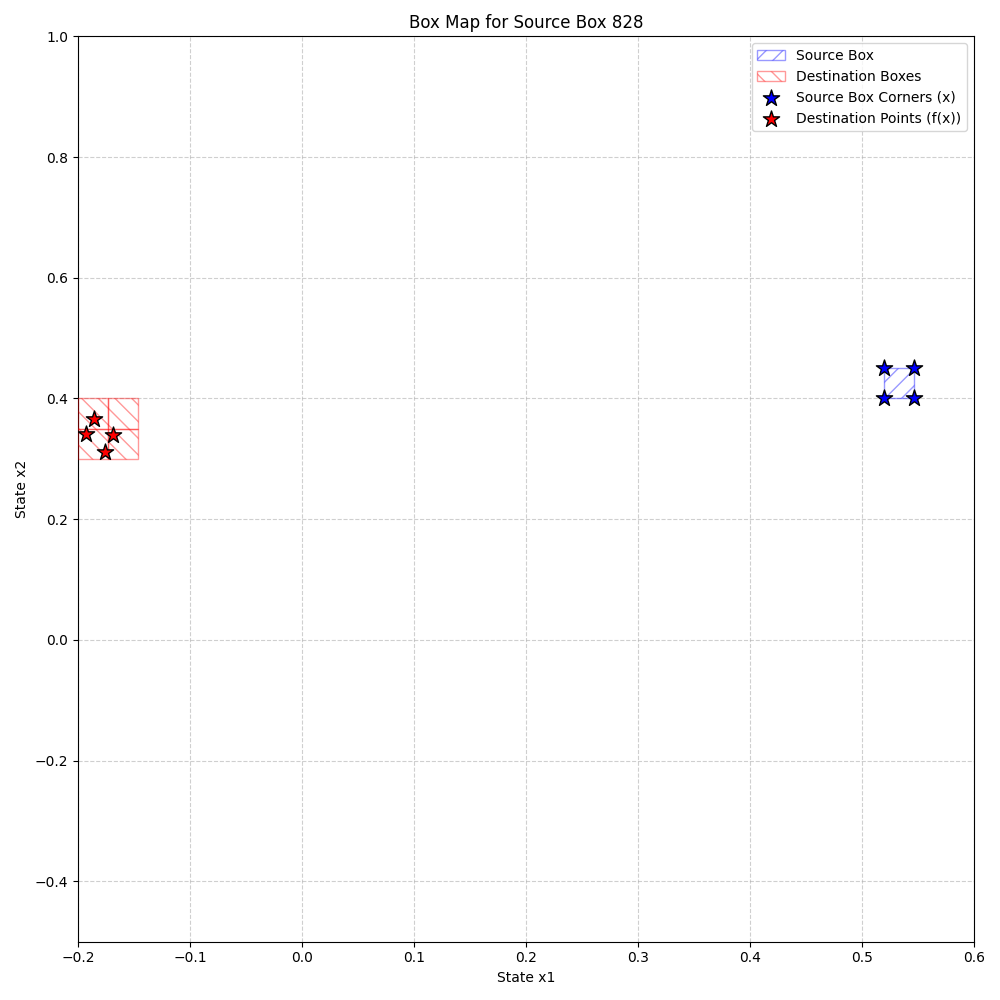 Box Map for Source Box 828
Source Box
Destination Boxes
Source Box Corners (x)
Destination Points (f(x))
State x2
1.0
0.8
0.6
0.4
0.2
0.0
−0.2
−0.4
−0.2
−0.1
0.0
0.1
0.2
0.3
0.4
0.5
0.6
State x1